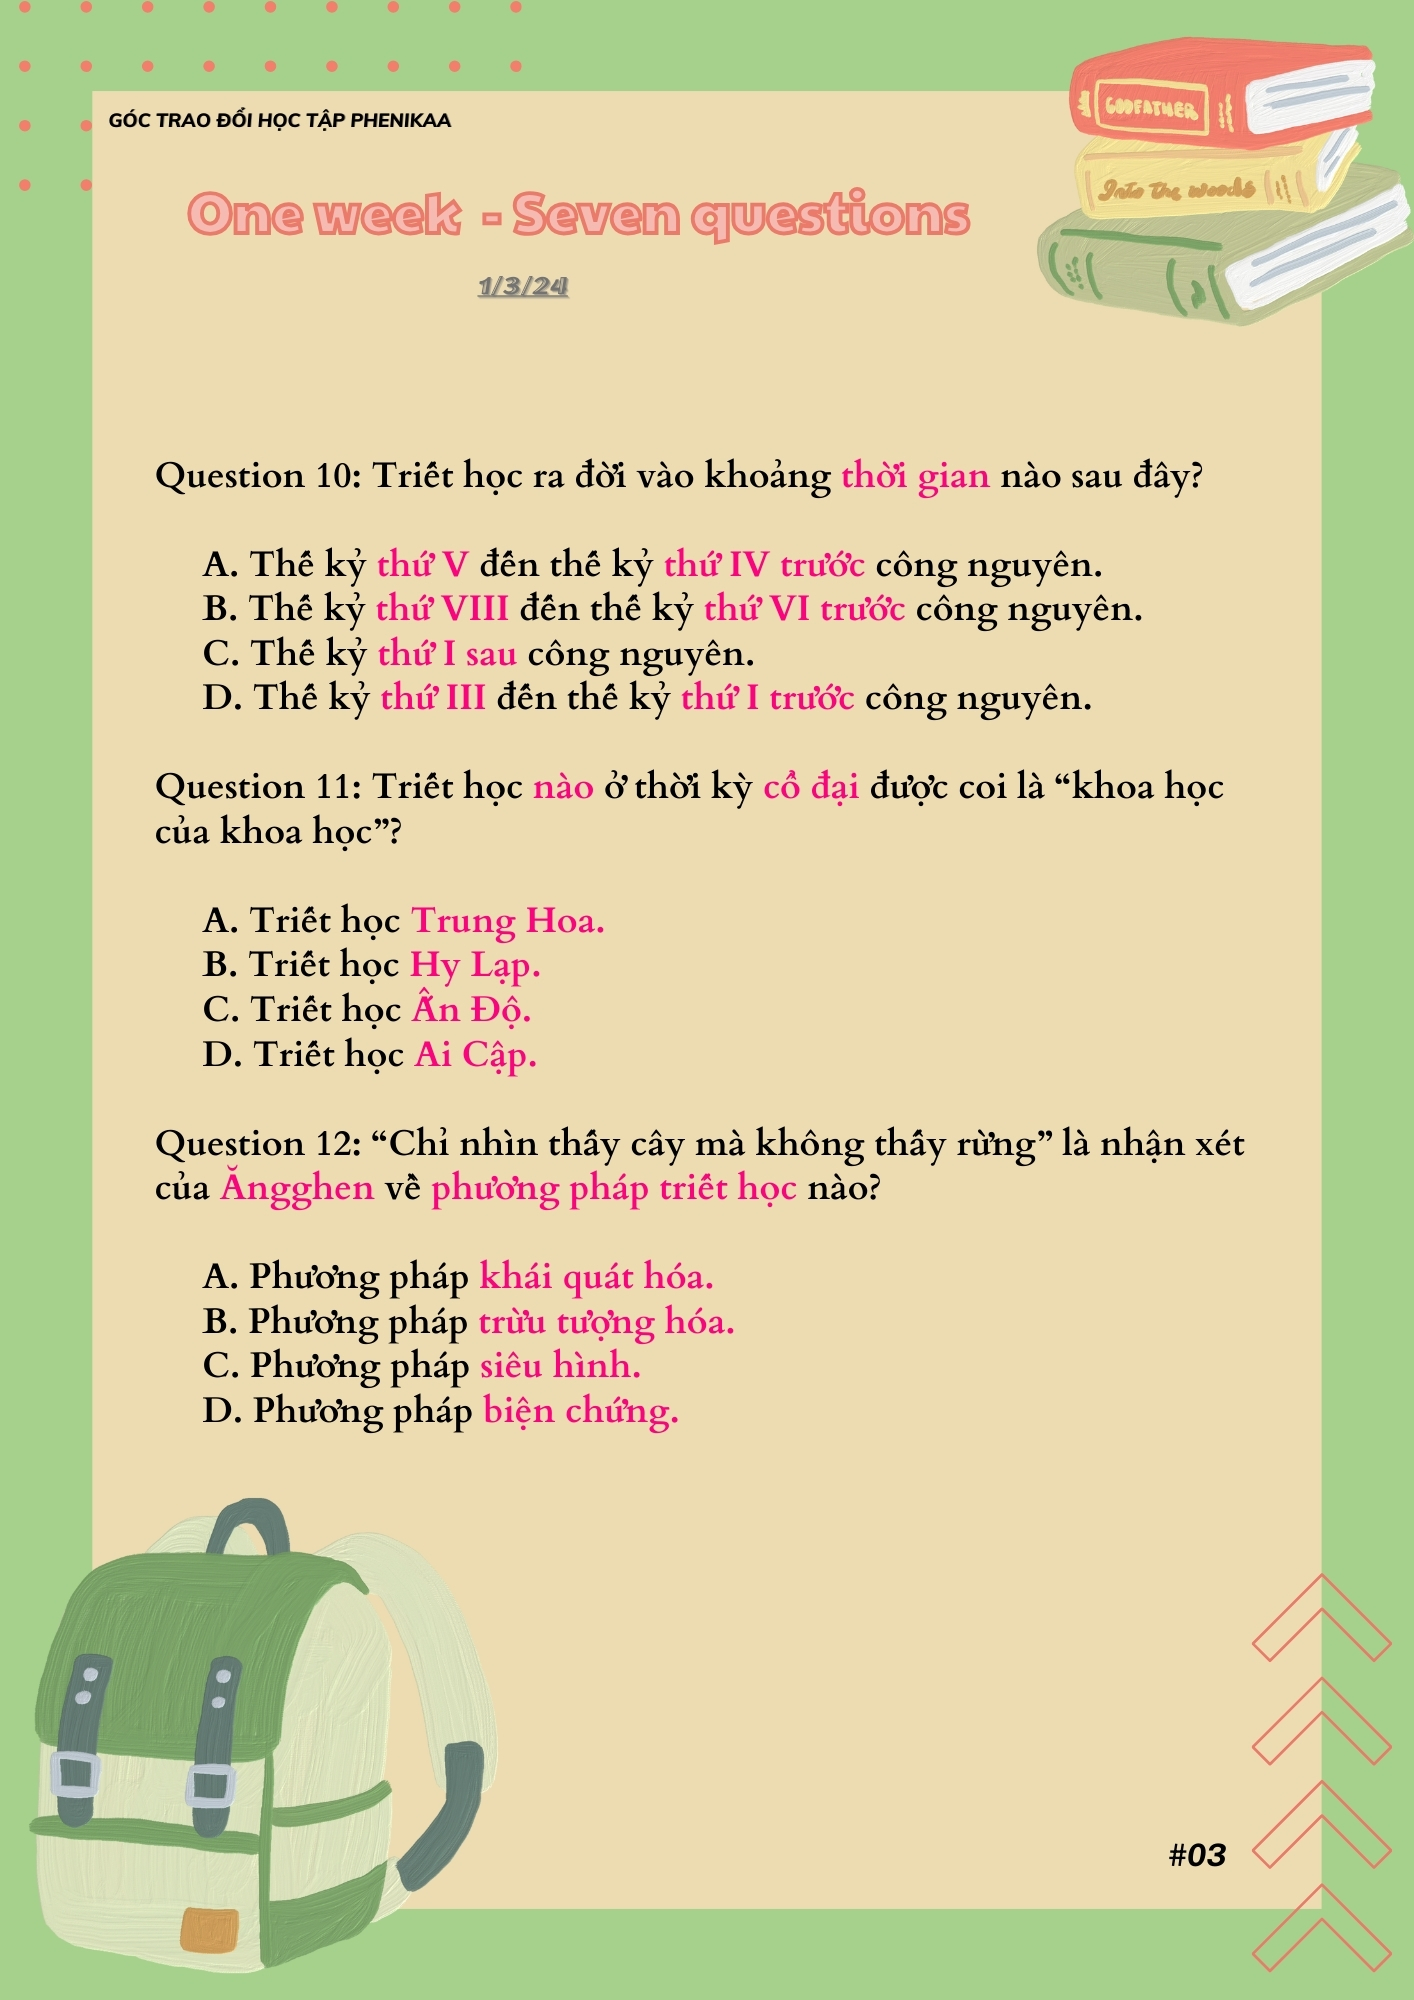 GÓC TRAO ĐỔI HỌC TẬP PHENIKAA
GODFATHER
Into the woods
One week - Seven questions
1/3/24
Question 10: Triết học ra đời vào khoảng thời gian nào sau đây?
A. Thế kỷ thứ V đến thế kỷ thứ IV trước công nguyên.
B. Thế kỷ thứ VIII đến thế kỷ thứ VI trước công nguyên.
C. Thế kỷ thứ I sau công nguyên.
D. Thế kỷ thứ III đến thế kỷ thứ I trước công nguyên.
Question 11: Triết học nào ở thời kỳ cổ đại được coi là “khoa học
của khoa học”?
A. Triết học Trung Hoa.
B. Triết học Hy Lạp.
C. Triết học Ấn Độ.
D. Triết học Ai Cập.
Question 12: “Chỉ nhìn thấy cây mà không thấy rừng” là nhận xét
của Ăngghen về phương pháp triết học nào?
A. Phương pháp khái quát hóa.
B. Phương pháp trừu tượng hóa.
C. Phương pháp siêu hình.
D. Phương pháp biện chứng.
#03